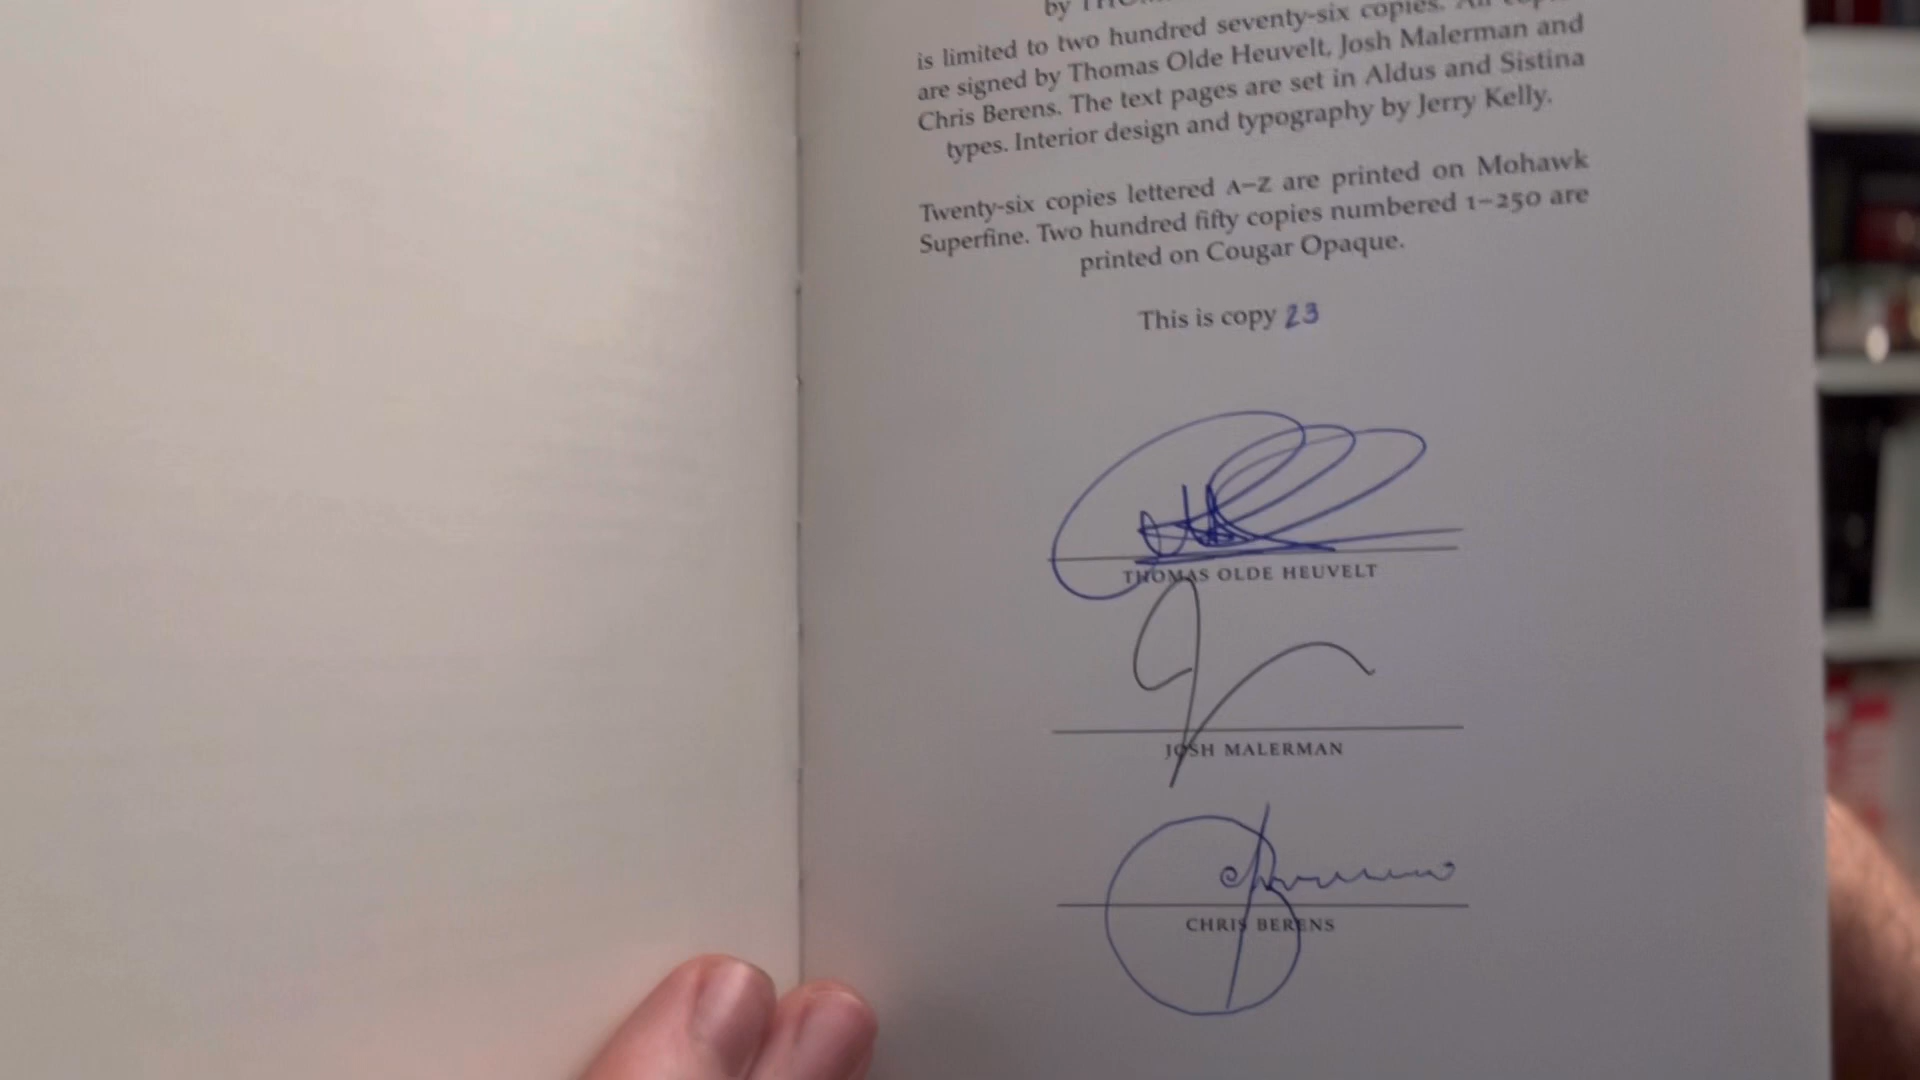 by
is limited to two hundred seventy-six copies. All
are signed by Thomas Olde Heuvelt, Josh Malerman and
Chris Berens. The text pages are set in Aldus and Sistina
types. Interior design and typography by Jerry Kelly.
Twenty-six copies lettered A–Z are printed on Mohawk
Superfine. Two hundred fifty copies numbered 1–250 are
printed on Cougar Opaque.
This is copy 23
THOMAS OLDE HEUVELT
JOSH MALERMAN
CHRIS BERENS